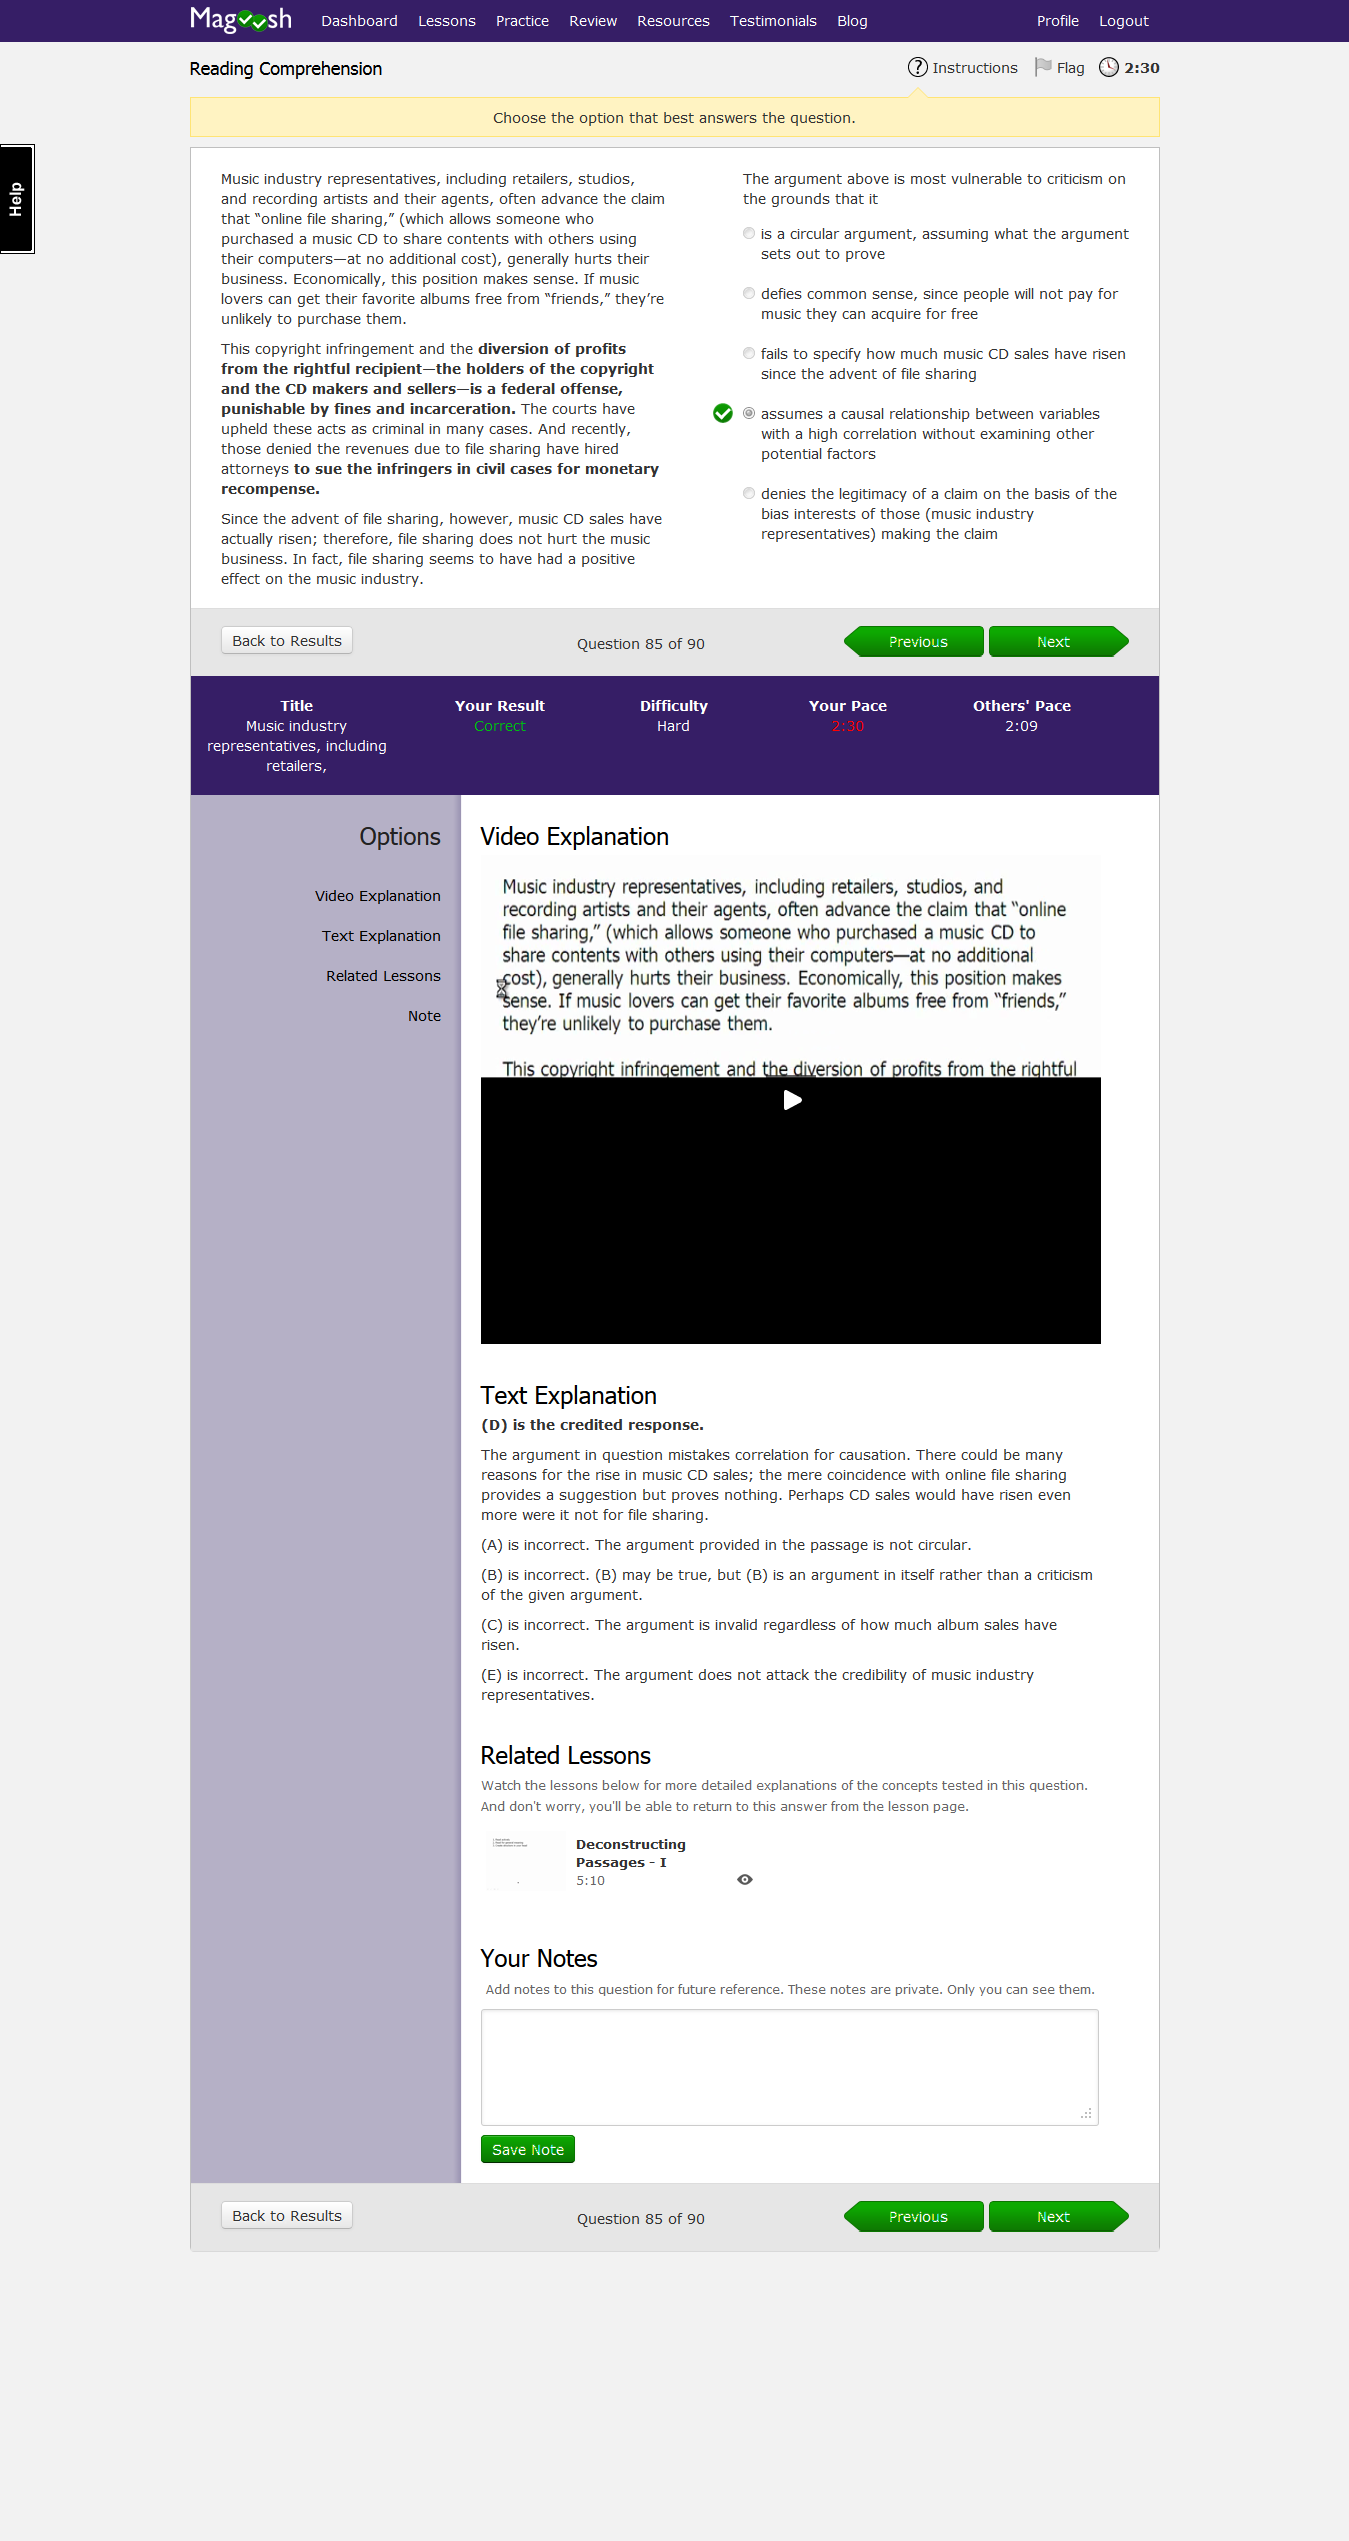 Magoosh Dashboard Lessons Practice Review Resources Testimonials Blog Profile Logout
Reading Comprehension
Instructions Flag 2:30
Choose the option that best answers the question.
Help
Music industry representatives, including retailers, studios,
and recording artists and their agents, often advance the claim
that “online file sharing,” (which allows someone who
purchased a music CD to share contents with others using
their computers—at no additional cost), generally hurts their
business. Economically, this position makes sense. If music
lovers can get their favorite albums free from “friends,” they’re
unlikely to purchase them.
This copyright infringement and the diversion of profits
from the rightful recipient—the holders of the copyright
and the CD makers and sellers—is a federal offense,
punishable by fines and incarceration. The courts have
upheld these acts as criminal in many cases. And recently,
those denied the revenues due to file sharing have hired
attorneys to sue the infringers in civil cases for monetary
recompense.
Since the advent of file sharing, however, music CD sales have
actually risen; therefore, file sharing does not hurt the music
business. In fact, file sharing seems to have had a positive
effect on the music industry.
The argument above is most vulnerable to criticism on
the grounds that it
is a circular argument, assuming what the argument
sets out to prove
defies common sense, since people will not pay for
music they can acquire for free
fails to specify how much music CD sales have risen
since the advent of file sharing
assumes a causal relationship between variables
with a high correlation without examining other
potential factors
denies the legitimacy of a claim on the basis of the
bias interests of those (music industry
representatives) making the claim
Back to Results Question 85 of 90 Previous Next
Title Your Result Difficulty Your Pace Others' Pace
Music industry Correct Hard 2:30 2:09
representatives, including
retailers,
Options
Video Explanation
Text Explanation
Related Lessons
Note
Video Explanation
Music industry representatives, including retailers, studios, and
recording artists and their agents, often advance the claim that “online
file sharing,” (which allows someone who purchased a music CD to
share contents with others using their computers—at no additional
cost), generally hurts their business. Economically, this position makes
sense. If music lovers can get their favorite albums free from “friends,”
they’re unlikely to purchase them.
This copyright infringement and the diversion of profits from the rightful
Text Explanation
(D) is the credited response.
The argument in question mistakes correlation for causation. There could be many
reasons for the rise in music CD sales; the mere coincidence with online file sharing
provides a suggestion but proves nothing. Perhaps CD sales would have risen even
more were it not for file sharing.
(A) is incorrect. The argument provided in the passage is not circular.
(B) is incorrect. (B) may be true, but (B) is an argument in itself rather than a criticism
of the given argument.
(C) is incorrect. The argument is invalid regardless of how much album sales have
risen.
(E) is incorrect. The argument does not attack the credibility of music industry
representatives.
Related Lessons
Watch the lessons below for more detailed explanations of the concepts tested in this question.
And don't worry, you'll be able to return to this answer from the lesson page.
Deconstructing
Passages - I
5:10
Your Notes
Add notes to this question for future reference. These notes are private. Only you can see them.
Save Note
Back to Results Question 85 of 90 Previous Next